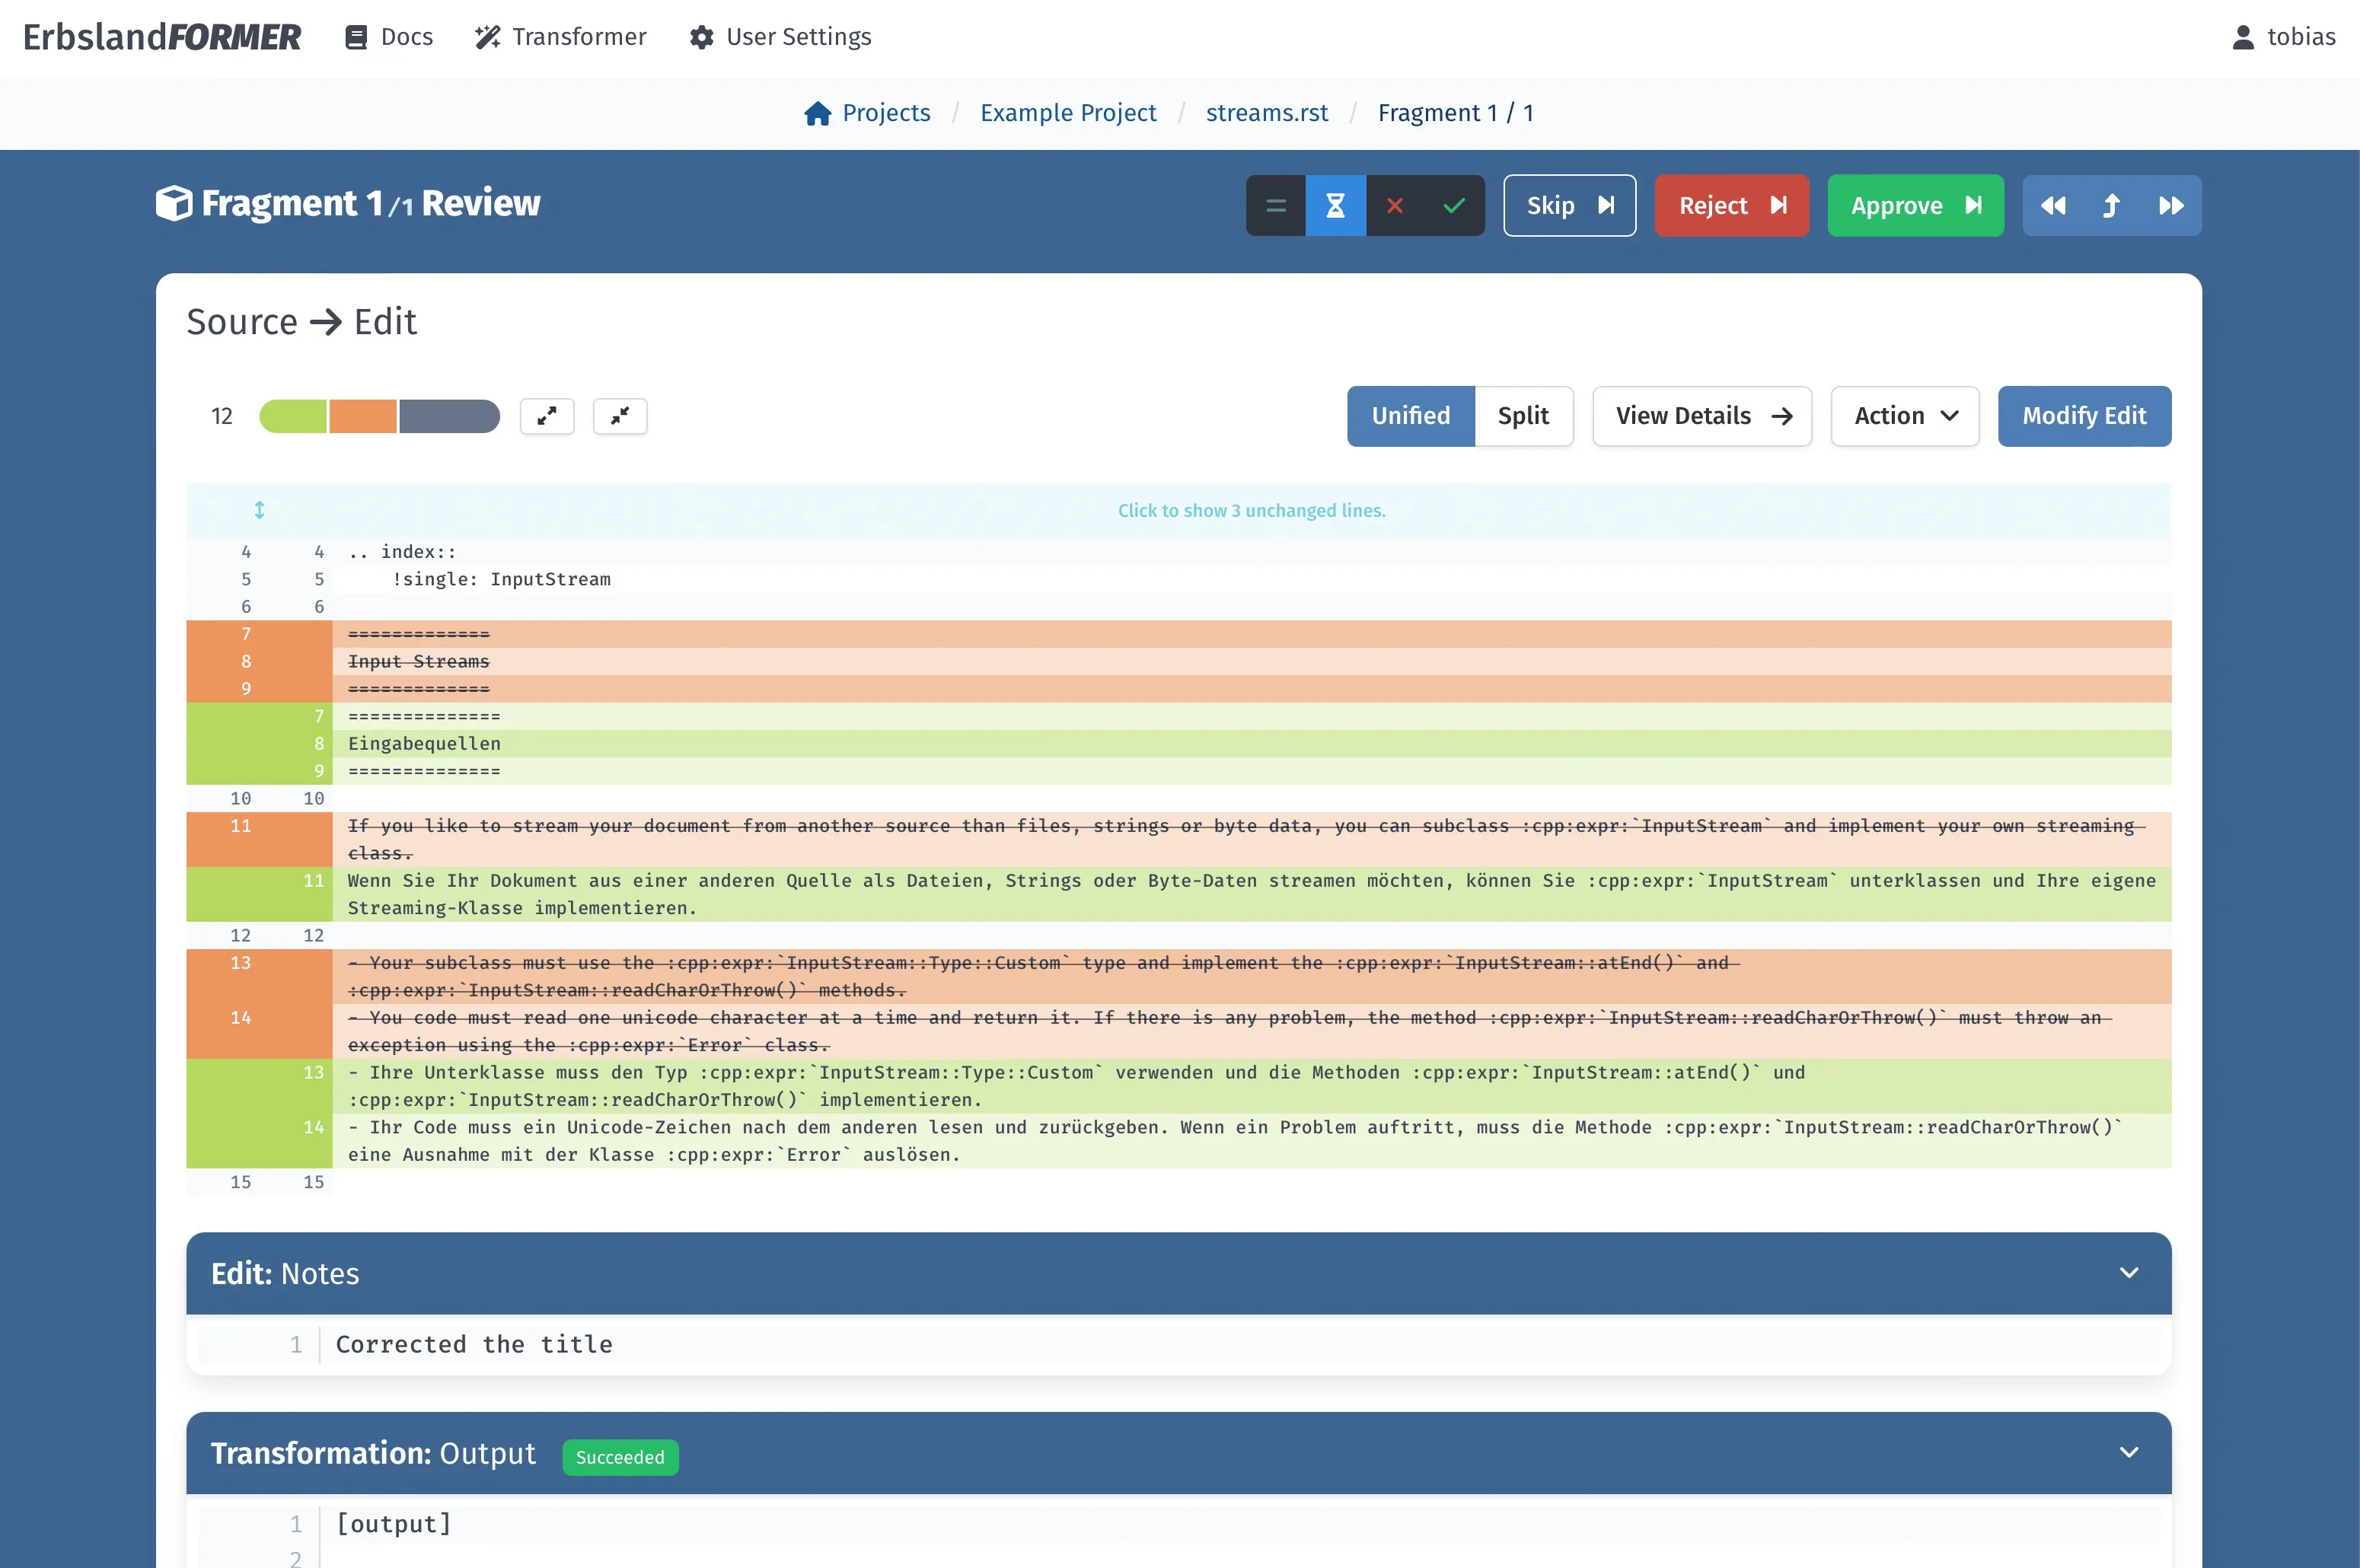 ErbslandFORMER Docs Transformer User Settings tobias
Projects / Example Project / streams.rst / Fragment 1 / 1
Fragment 1 /1 Review Skip Reject Approve
Source → Edit
12 Unified Split View Details → Action Modify Edit
Click to show 3 unchanged lines.
4 4 .. index::
5 5     !single: InputStream
6 6
7 =============
8 Input Streams
9 =============
7 ==============
8 Eingabequellen
9 ==============
10 10
11 If you like to stream your document from another source than files, strings or byte data, you can subclass :cpp:expr:`InputStream` and implement your own streaming
class.
11 Wenn Sie Ihr Dokument aus einer anderen Quelle als Dateien, Strings oder Byte-Daten streamen möchten, können Sie :cpp:expr:`InputStream` unterklassen und Ihre eigene
Streaming-Klasse implementieren.
12 12
13 - Your subclass must use the :cpp:expr:`InputStream::Type::Custom` type and implement the :cpp:expr:`InputStream::atEnd()` and
:cpp:expr:`InputStream::readCharOrThrow()` methods.
14 - You code must read one unicode character at a time and return it. If there is any problem, the method :cpp:expr:`InputStream::readCharOrThrow()` must throw an
exception using the :cpp:expr:`Error` class.
13 - Ihre Unterklasse muss den Typ :cpp:expr:`InputStream::Type::Custom` verwenden und die Methoden :cpp:expr:`InputStream::atEnd()` und
:cpp:expr:`InputStream::readCharOrThrow()` implementieren.
14 - Ihr Code muss ein Unicode-Zeichen nach dem anderen lesen und zurückgeben. Wenn ein Problem auftritt, muss die Methode :cpp:expr:`InputStream::readCharOrThrow()`
eine Ausnahme mit der Klasse :cpp:expr:`Error` auslösen.
15 15
Edit: Notes
1 Corrected the title
Transformation: Output Succeeded
1 [output]
2